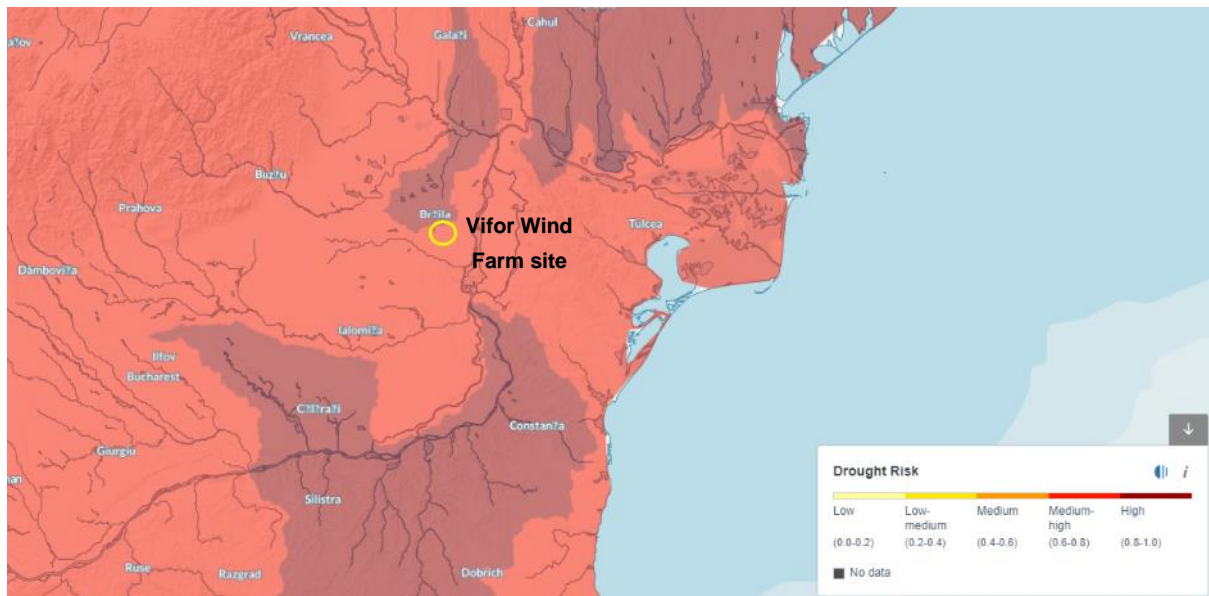 Cahul
Vrancea
Gala?i
a?ov
Buz?u
Prahova
Br?ila
Vifor Wind
Farm site
Tulcea
Dâmbovi?a
Ialomi?a
Ilfov
Bucharest
C?l?ra?i
Constan?a
Giurgiu
man
Silistra
Ruse
Razgrad
Dobrich
Drought Risk
i
Low
Low-
medium
Medium
Medium-
high
High
(0.0-0.2)
(0.2-0.4)
(0.4-0.6)
(0.6-0.8)
(0.8-1.0)
No data